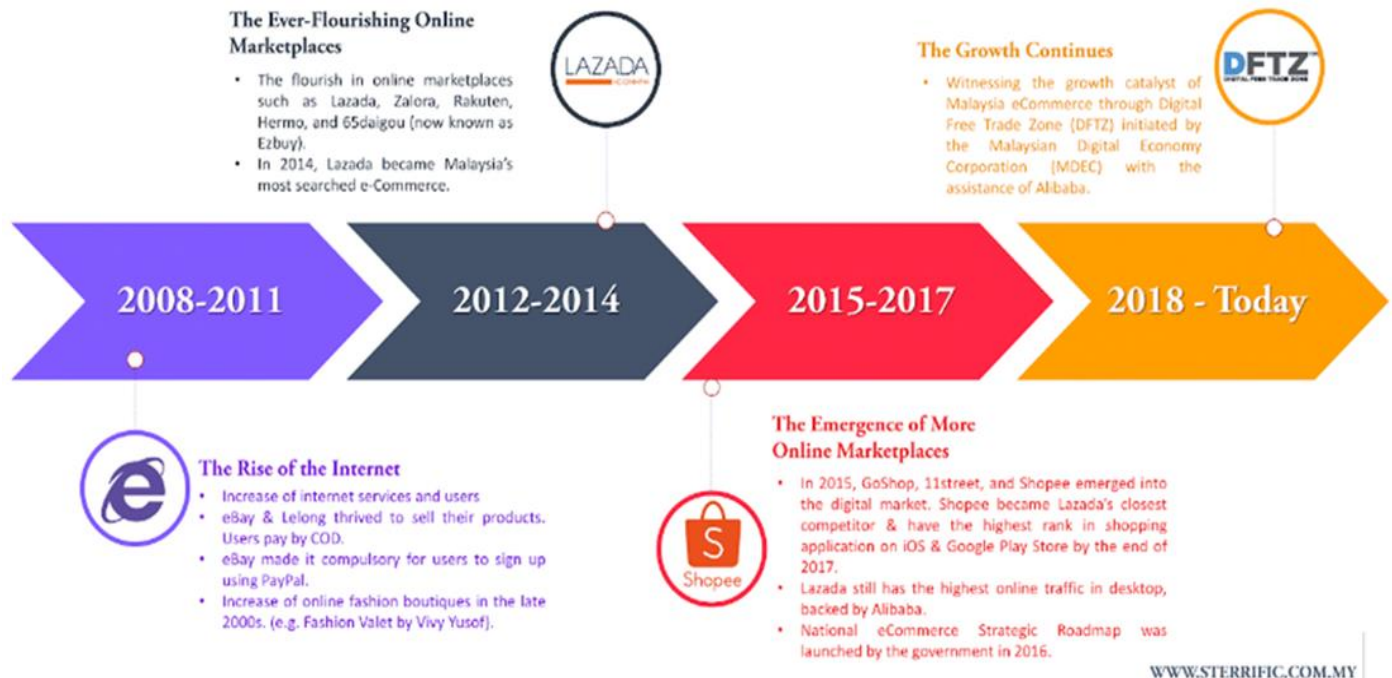 The Ever-Flourishing Online
Marketplaces
• The flourish in online marketplaces
such as Lazada, Zalora, Rakuten,
Hermo, and 65daigou (now known as
Ezbuy).
• In 2014, Lazada became Malaysia's
most searched e-Commerce.
LAZADA
The Growth Continues
• Witnessing the growth catalyst of
Malaysia eCommerce through Digital
Free Trade Zone (DFTZ) initiated by
the Malaysian Digital Economy
Corporation (MDEC) with the
assistance of Alibaba.
DFTZ
DIGITAL FREE TRADE ZONE
2008-2011
2012-2014
2015-2017
2018 - Today
The Rise of the Internet
• Increase of internet services and users
• eBay & Lelong thrived to sell their products.
Users pay by COD.
• eBay made it compulsory for users to sign up
using PayPal.
• Increase of online fashion boutiques in the late
2000s. (e.g. Fashion Valet by Vivy Yusof).
Shopee
The Emergence of More
Online Marketplaces
• In 2015, GoShop, 11street, and Shopee emerged into
the digital market. Shopee became Lazada's closest
competitor & have the highest rank in shopping
application on iOS & Google Play Store by the end of
2017.
• Lazada still has the highest online traffic in desktop,
backed by Alibaba.
• National eCommerce Strategic Roadmap was
launched by the government in 2016.
WWW.STERRIFIC.COM.MY